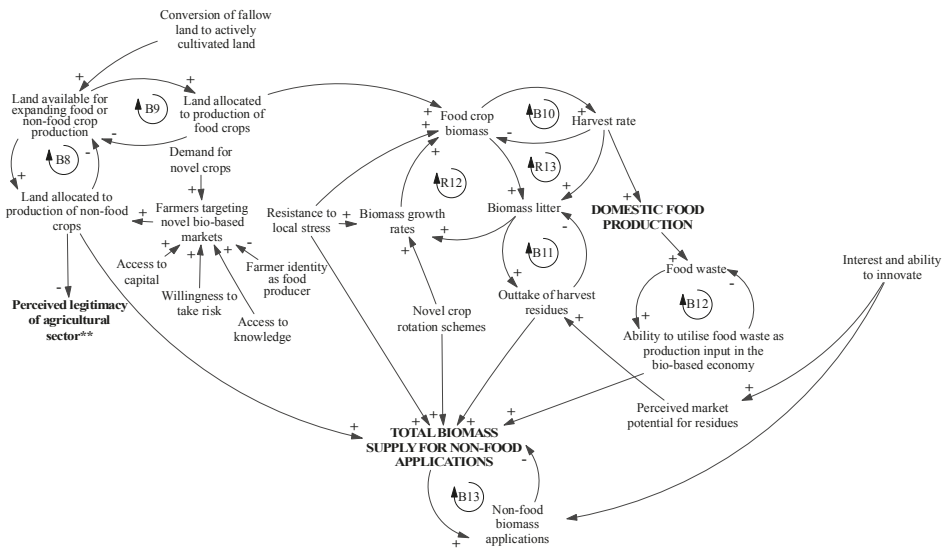 Conversion of fallow
land to actively
cultivated land
+
+
Land available for
expanding food or
non-food crop
production
B9
Land allocated
to production of
food crops
-
-
B8
+
Land allocated to
production of non-food
crops
Demand for
novel crops
+
Farmers targeting
novel bio-based
markets
+
+
+
+
-
Access to
capital
Willingness to
take risk
Access to
knowledge
Farmer identity
as food
producer
-
Perceived legitimacy
of agricultural
sector**
+
+
Food crop
biomass
+
B10
+
Harvest rate
-
R12
R13
Resistance to
local stress
+
Biomass growth
rates
+
+
+
+
Biomass litter
-
B11
+
Outtake of harvest
residues
+
Novel crop
rotation schemes
+
DOMESTIC FOOD
PRODUCTION
+
Food waste
-
B12
+
Ability to utilise food waste as
production input in the
bio-based economy
Interest and ability
to innovate
+
Perceived market
potential for residues
+
+
+
+
+
TOTAL BIOMASS
SUPPLY FOR NON-FOOD
APPLICATIONS
-
B13
+
Non-food
biomass
applications
+